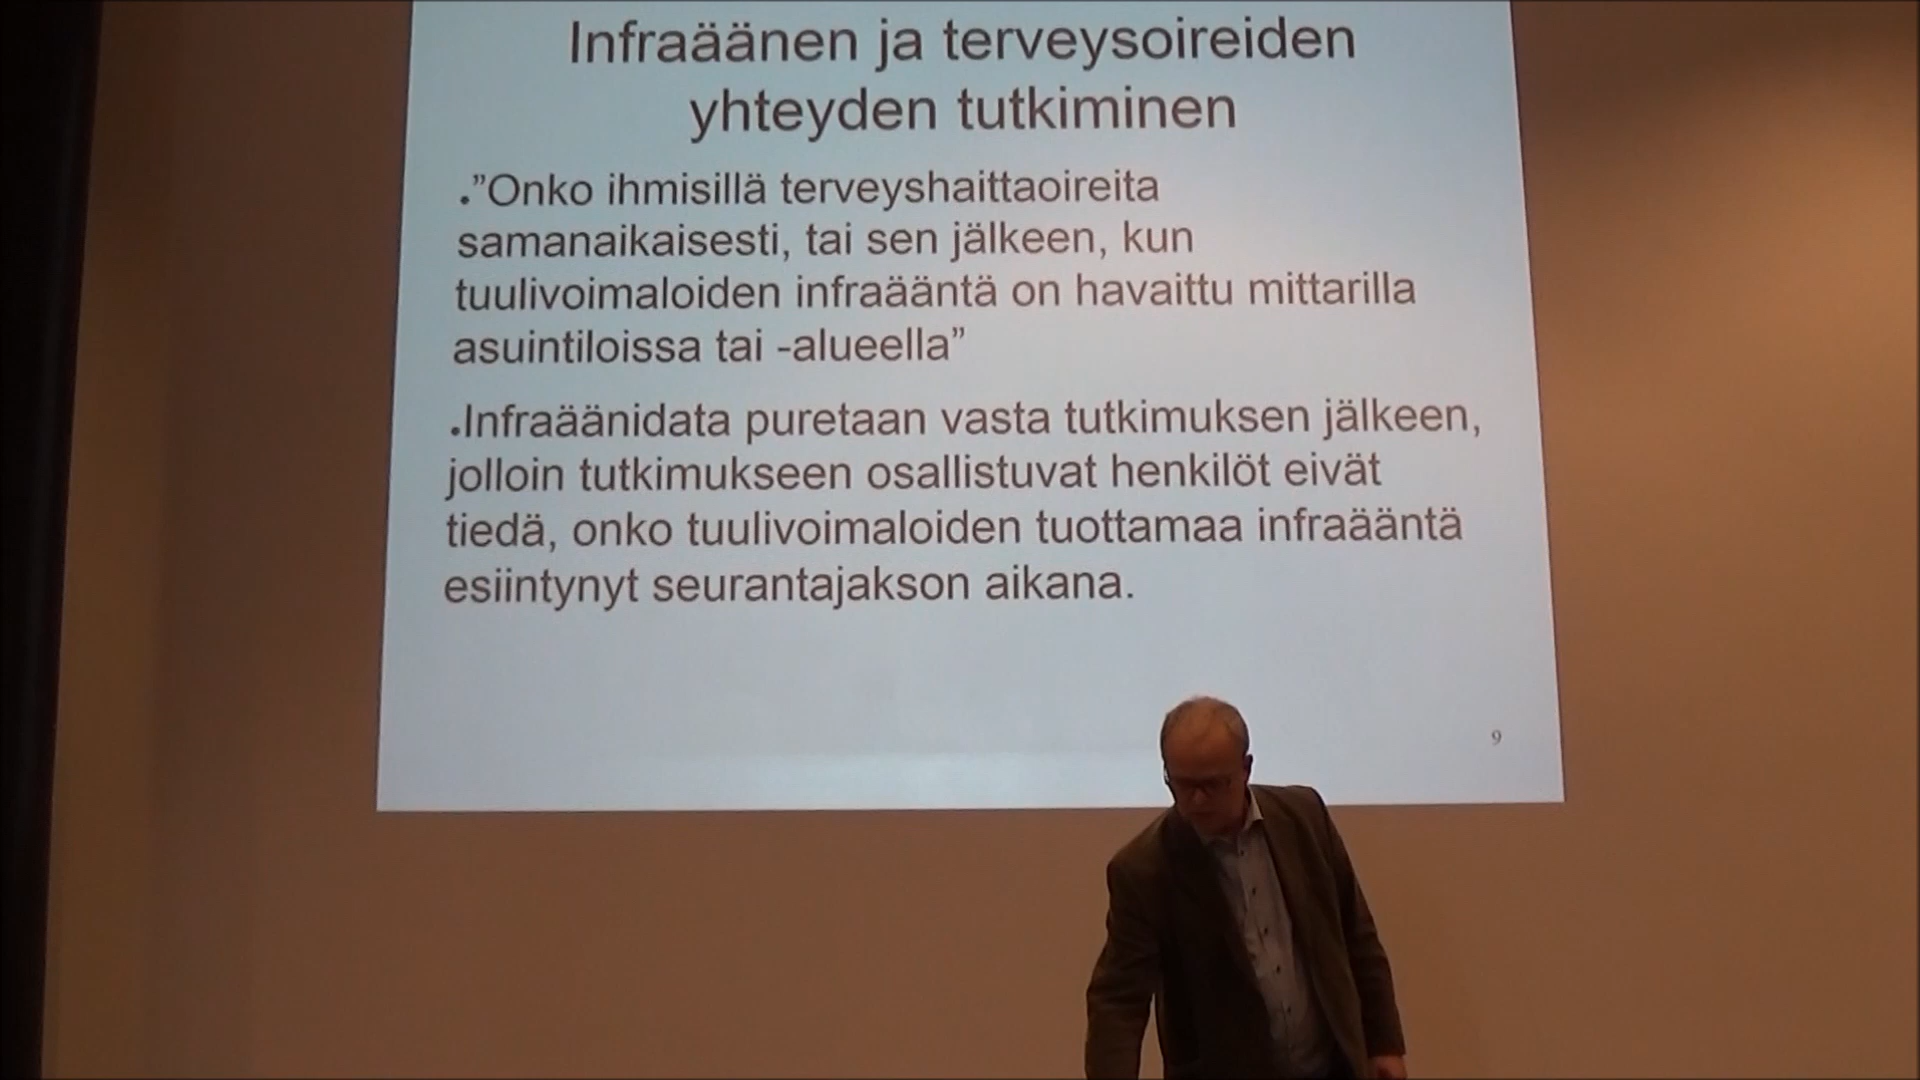 Infraäänen ja terveysoireiden
yhteyden tutkiminen
•”Onko ihmisillä terveyshaittaoireita
samanaikaisesti, tai sen jälkeen, kun
tuulivoimaloiden infraääntä on havaittu mittarilla
asuintiloissa tai -alueella”
•Infraäänidata puretaan vasta tutkimuksen jälkeen,
jolloin tutkimukseen osallistuvat henkilöt eivät
tiedä, onko tuulivoimaloiden tuottamaa infraääntä
esiintynyt seurantajakson aikana.
9